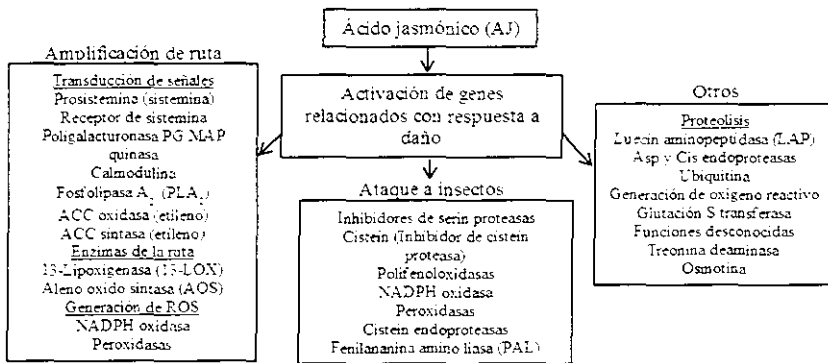 Ácido jasmónico (AJ)
Activación de genes
relacionados con respuesta a
daño
Amplificación de ruta
Transducción de señales
Prosistemina (sistemina)
Receptor de sistemina
Poligalacturonasa PG MAP
quinasa
Calmodulina
Fosfolipasa A₂ (PLA₂)
ACC oxidasa (etileno)
ACC sintasa (etileno)
Enzimas de la ruta
13-Lipoxigenasa (13-LOX)
Aleno oxido sintasa (AOS)
Generación de ROS
NADPH oxidasa
Peroxidasas
Ataque a insectos
Inhibidores de serin proteasas
Cistein (Inhibidor de cistein
proteasa)
Polifenoloxidasas
NADPH oxidasa
Peroxidasas
Cistein endoproteasas
Fenilananina amino liasa (PAL)
Otros
Proteolisis
Luecin aminopeptidasa (LAP)
Asp y Cis endoproteasas
Ubiquitina
Generación de oxigeno reactivo
Glutación S transferasa
Funciones desconocidas
Treonina deaminasa
Osmotina